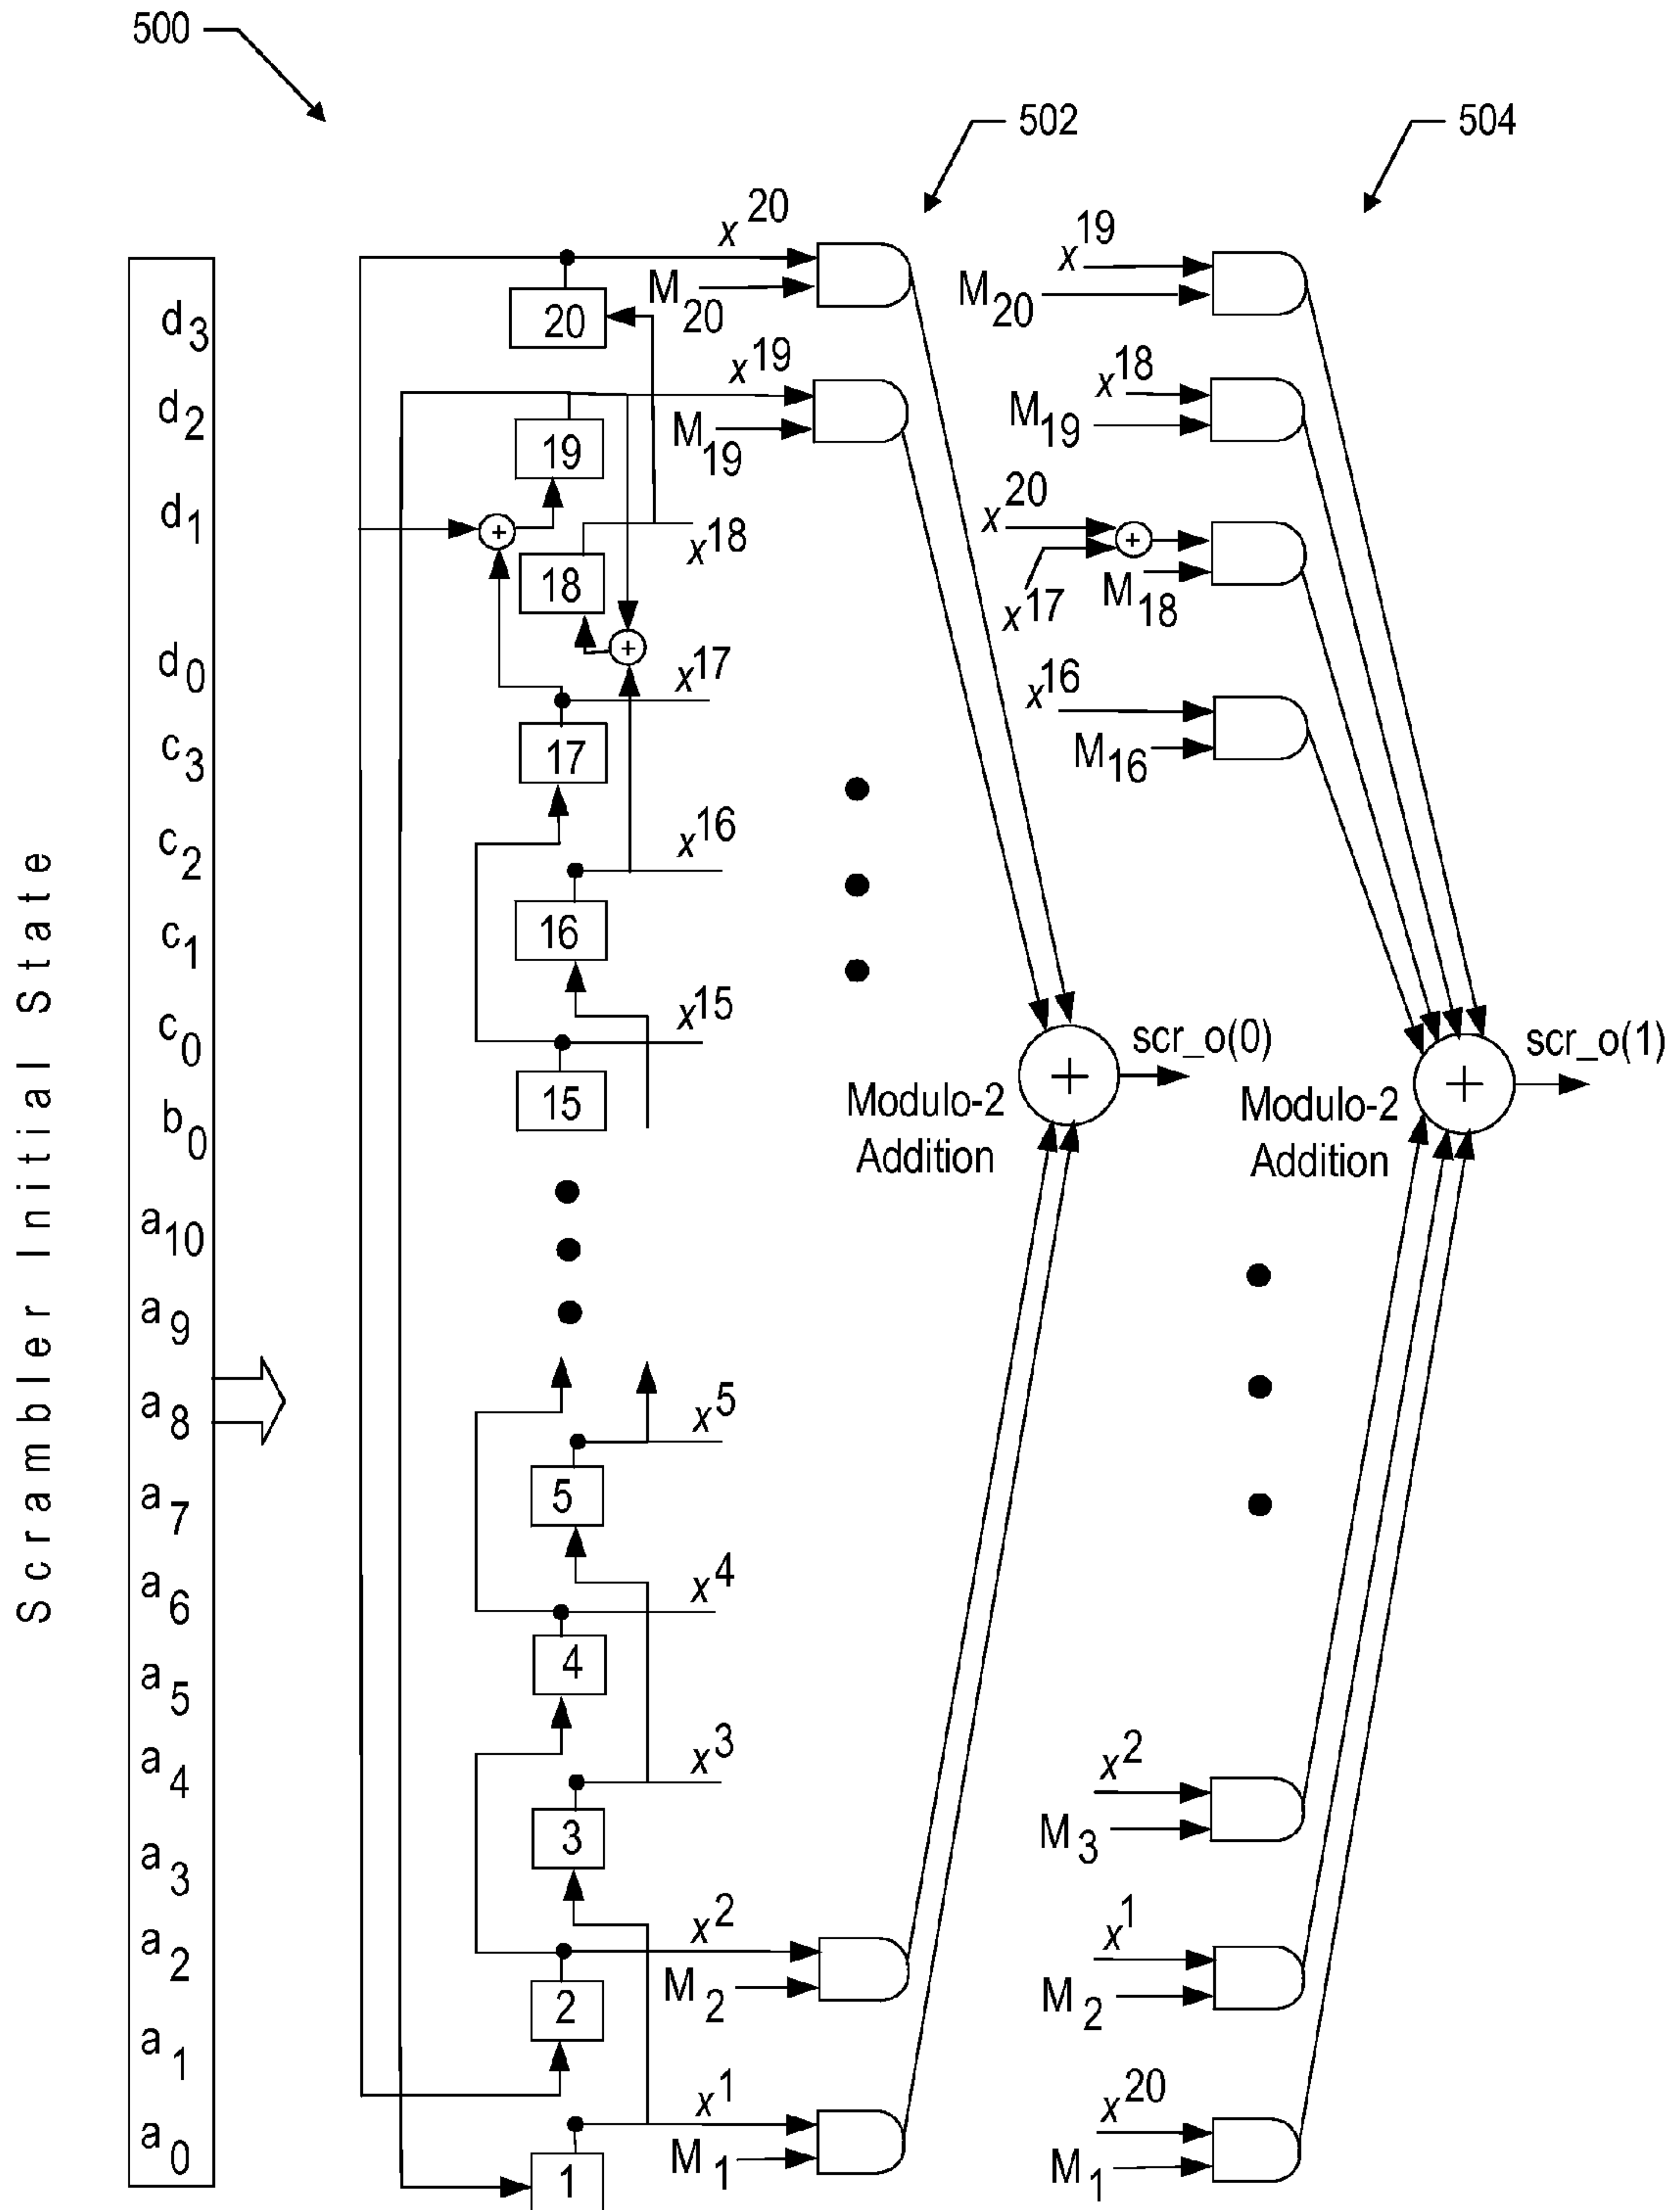 500
502
504
Scrambler Initial State
d3
d2
d1
d0
c3
c2
c1
c0
b0
a10
a9
a8
a7
a6
a5
a4
a3
a2
a1
a0
20
19
18
17
16
15
5
4
3
2
1
+
+
x20
M20
x19
M19
x18
x17
x16
x15
x5
x4
x3
x2
M2
x1
M1
+
Modulo-2
Addition
scr_o(0)
x19
M20
x18
M19
x20
+
x17
M18
x16
M16
x2
M3
x1
M2
x20
M1
+
Modulo-2
Addition
scr_o(1)